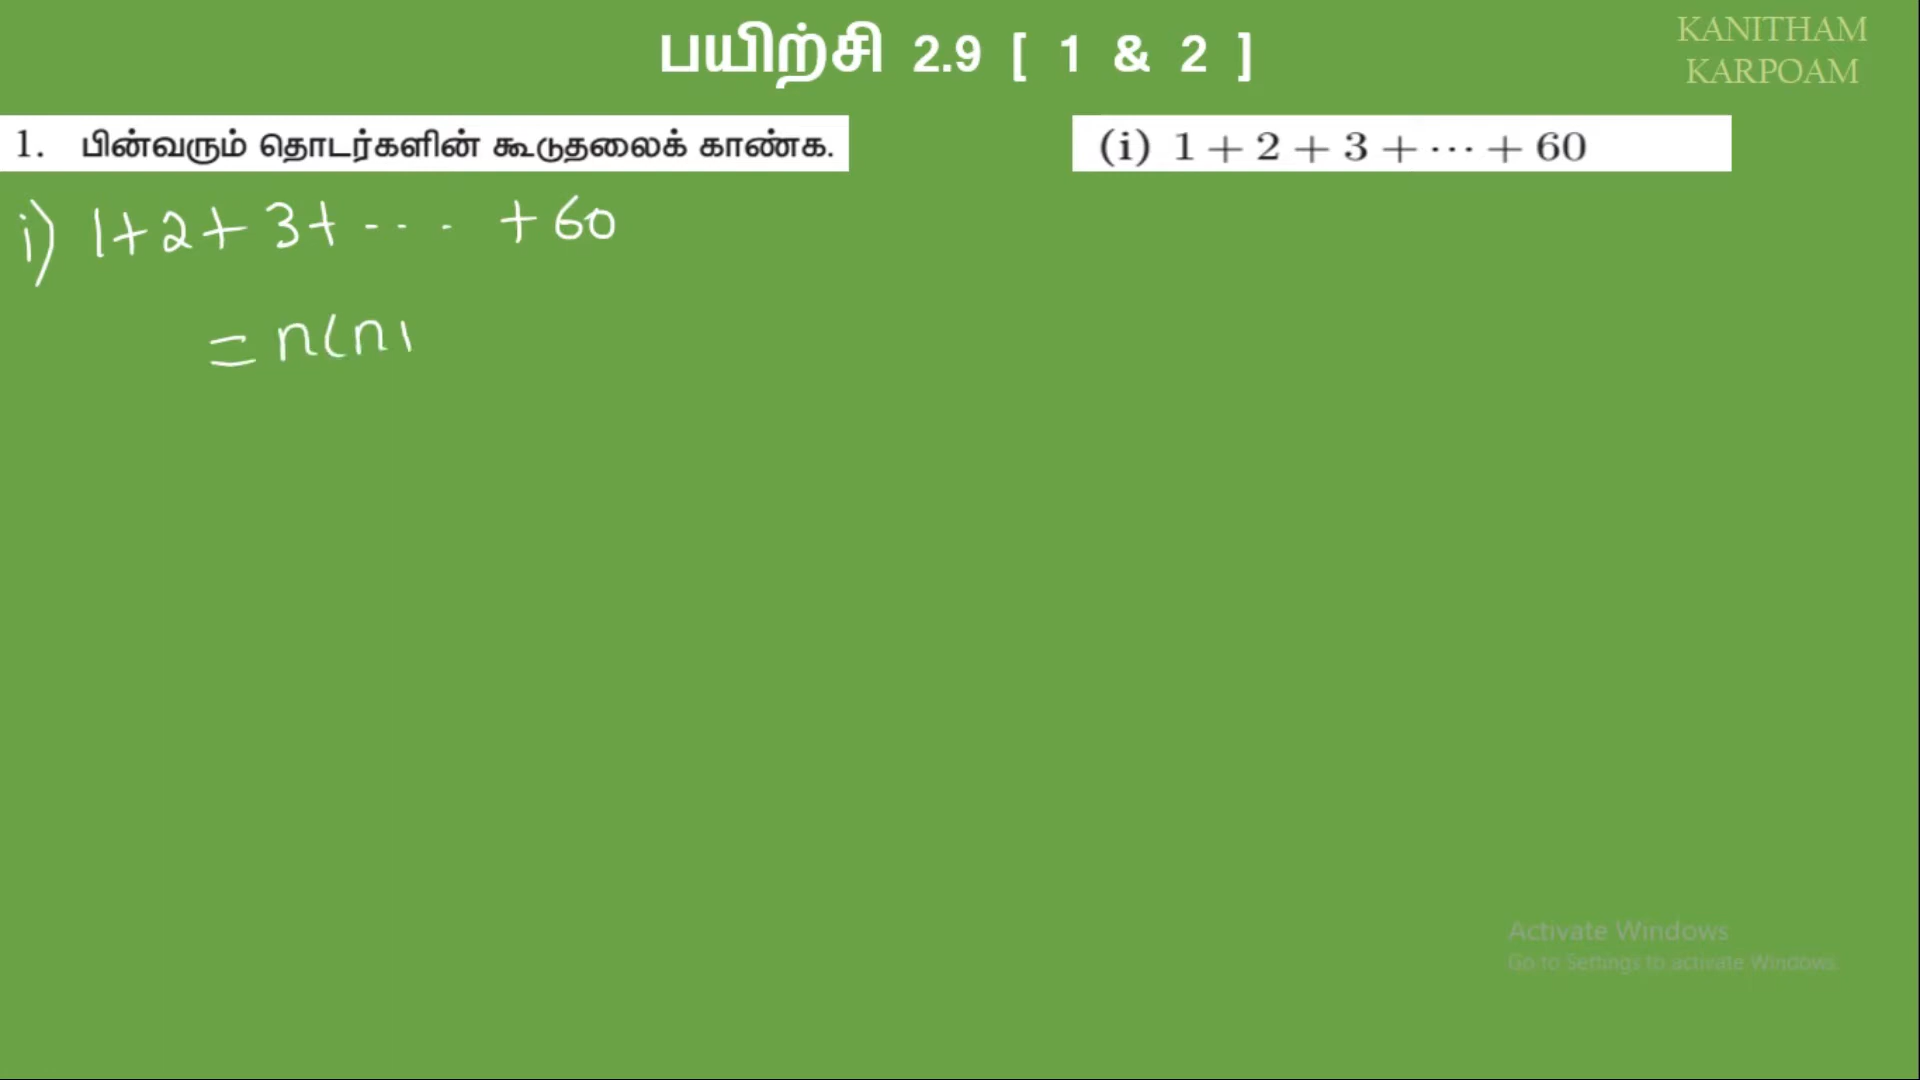 பயிற்சி 2.9 [ 1 & 2 ]
KANITHAM
KARPOAM
1. பின்வரும் தொடர்களின் கூடுதலைக் காண்க.
(i) 1 + 2 + 3 + ⋯ + 60
i) 1+2+3+ ---- +60
= n(n
Activate Windows
Go to Settings to activate Windows.